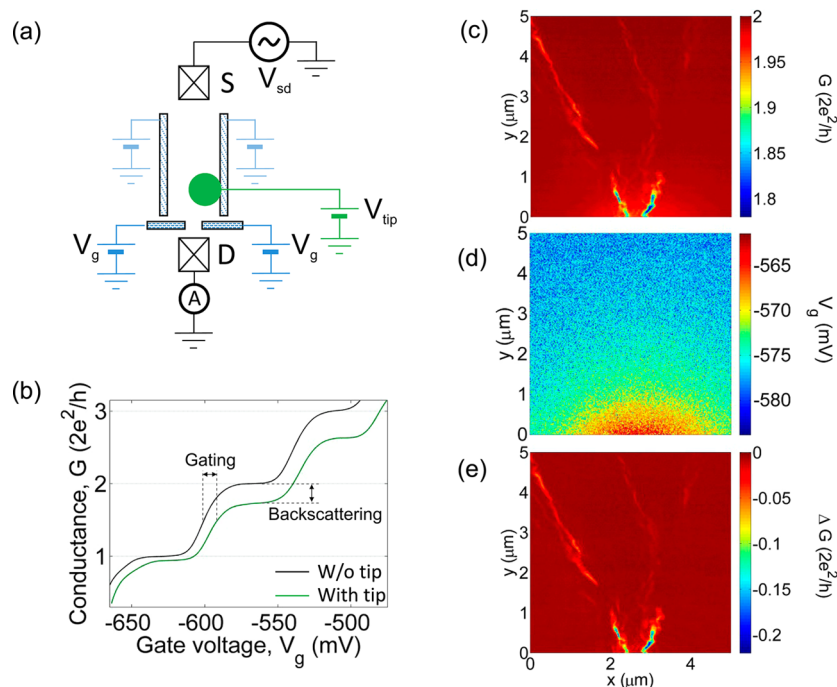 (a)
S
V_sd
V_g
D
V_g
V_tip
A
(b)
Conductance, G (2e²/h)
3
2
1
Gating
Backscattering
W/o tip
With tip
-650
-600
-550
-500
Gate voltage, V_g (mV)
(c)
y (μm)
5
4
3
2
1
0
2
1.95
1.9
1.85
1.8
G (2e²/h)
(d)
y (μm)
5
4
3
2
1
0
-565
-570
-575
-580
V_g (mV)
(e)
y (μm)
5
4
3
2
1
0
0
2
4
x (μm)
0
-0.05
-0.1
-0.15
-0.2
Δ G (2e²/h)